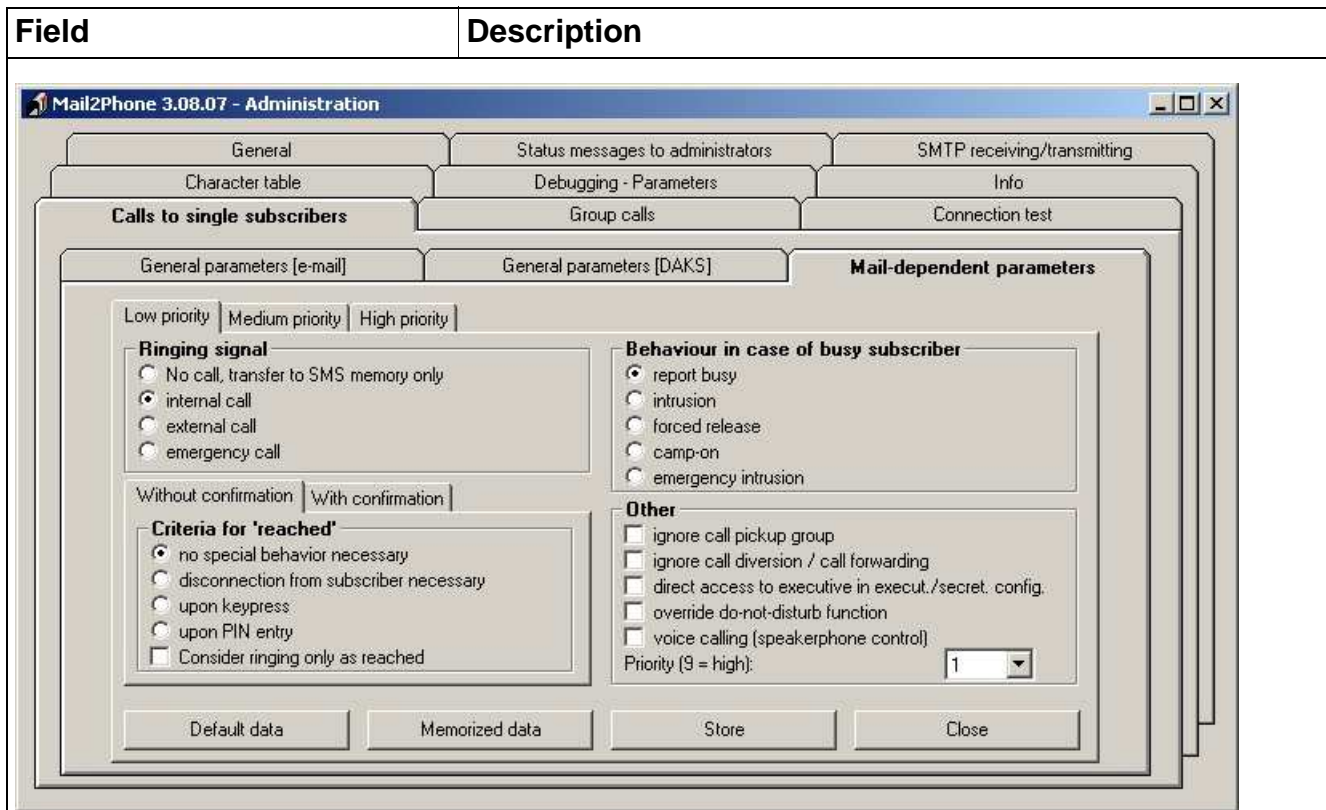 Field Description
Mail2Phone 3.08.07 - Administration
General Status messages to administrators SMTP receiving/transmitting
Character table Debugging - Parameters Info
Calls to single subscribers Group calls Connection test
General parameters [e-mail] General parameters [DAKS] Mail-dependent parameters
Low priority Medium priority High priority
Ringing signal
No call, transfer to SMS memory only
internal call
external call
emergency call
Behaviour in case of busy subscriber
report busy
intrusion
forced release
camp-on
emergency intrusion
Without confirmation With confirmation
Criteria for 'reached'
no special behavior necessary
disconnection from subscriber necessary
upon keypress
upon PIN entry
Consider ringing only as reached
Other
ignore call pickup group
ignore call diversion / call forwarding
direct access to executive in execut./secret. config.
override do-not-disturb function
voice calling (speakerphone control)
Priority (9 = high): 1
Default data Memorized data Store Close